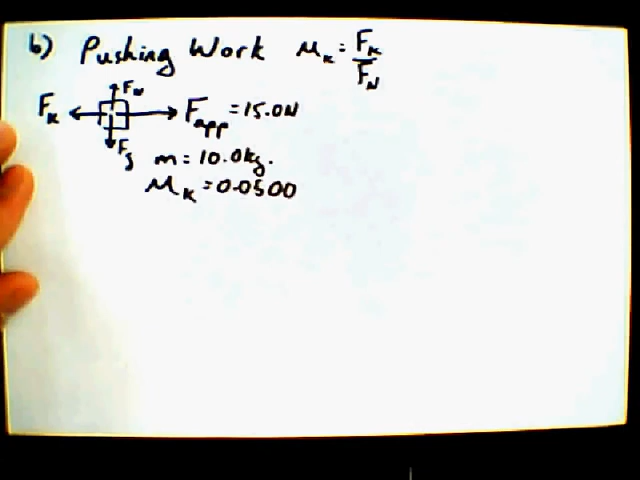 b) Pushing Work μK = FK / FN
FN
FK Fapp = 15.0N
Fg
m = 10.0kg.
μK = 0.0500